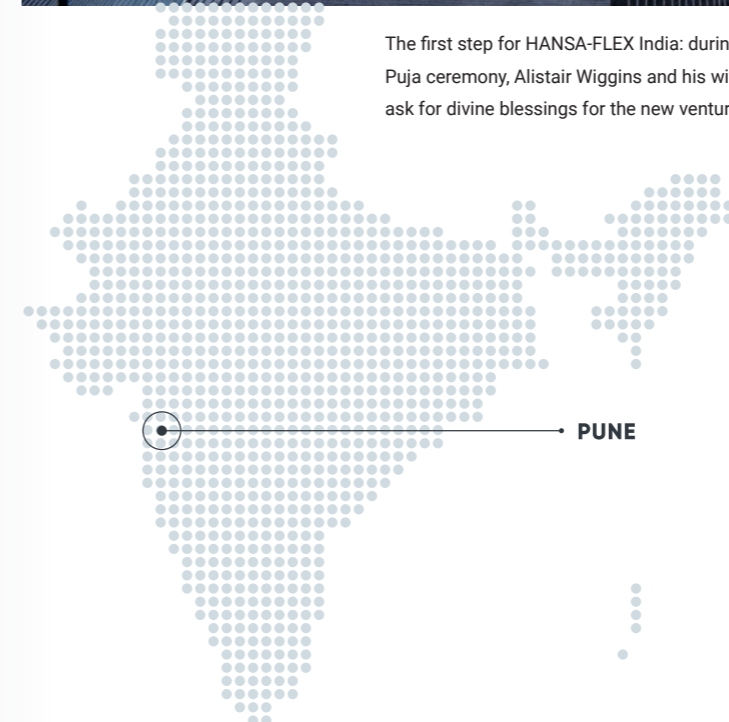 The first step for HANSA-FLEX India: durin
Puja ceremony, Alistair Wiggins and his wi
ask for divine blessings for the new ventur
PUNE